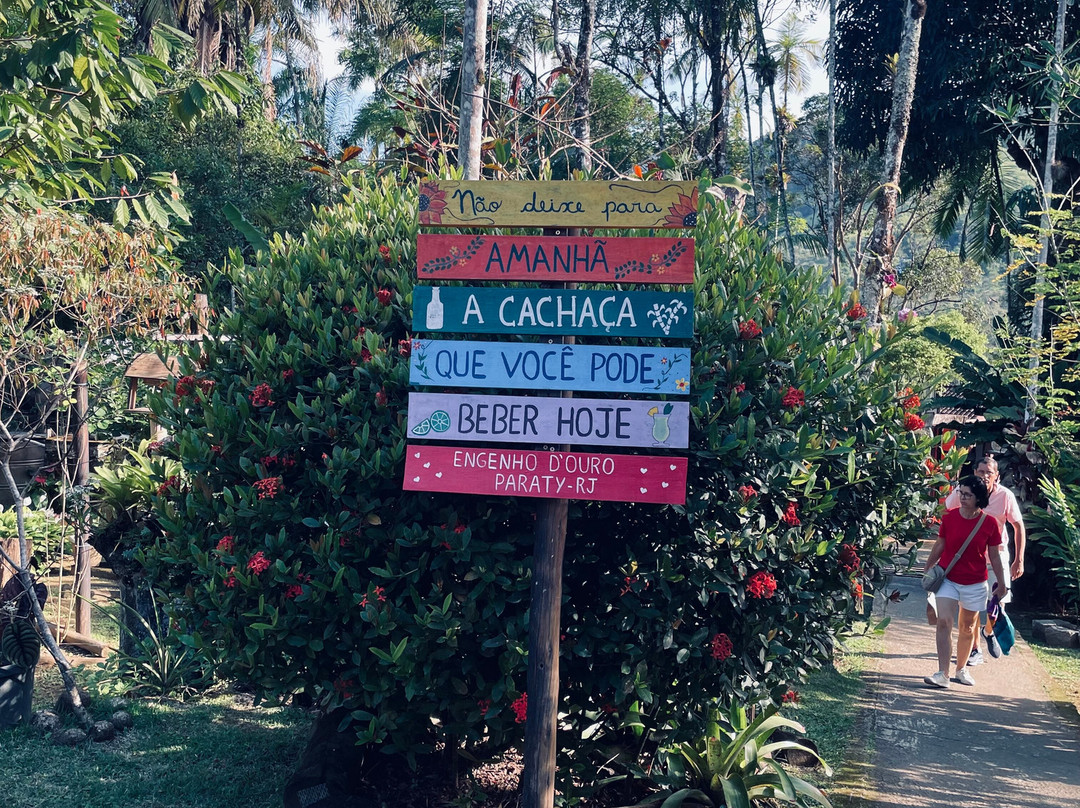 Não deixe para
AMANHÃ
A CACHAÇA
QUE VOCÊ PODE
BEBER HOJE
ENGENHO D'OURO
PARATY-RJ